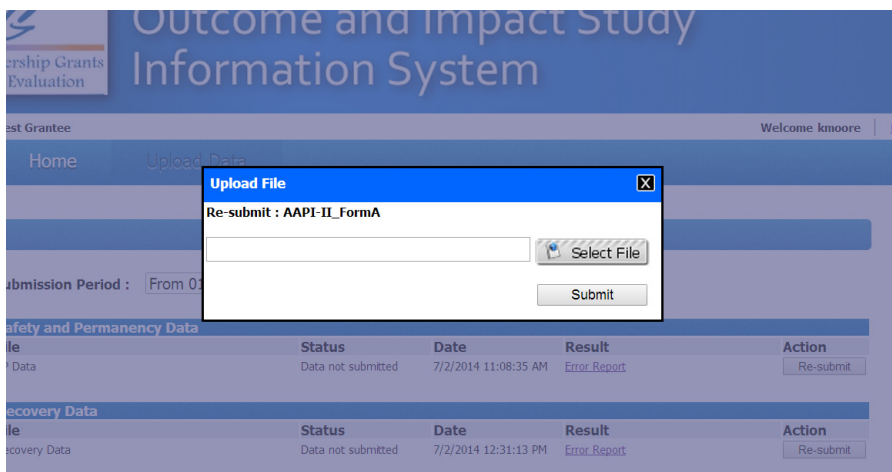 Outcome and Impact Study
Information System
ership Grants
Evaluation
est Grantee
Welcome kmoore
Home
Upload Data
Upload File
X
Re-submit : AAPI-II_FormA
Select File
Submit
ubmission Period :
From 01
afety and Permanency Data
ile Status Date Result Action
P Data Data not submitted 7/2/2014 11:08:35 AM Error Report Re-submit
ecovery Data
ile Status Date Result Action
ecovery Data Data not submitted 7/2/2014 12:31:13 PM Error Report Re-submit